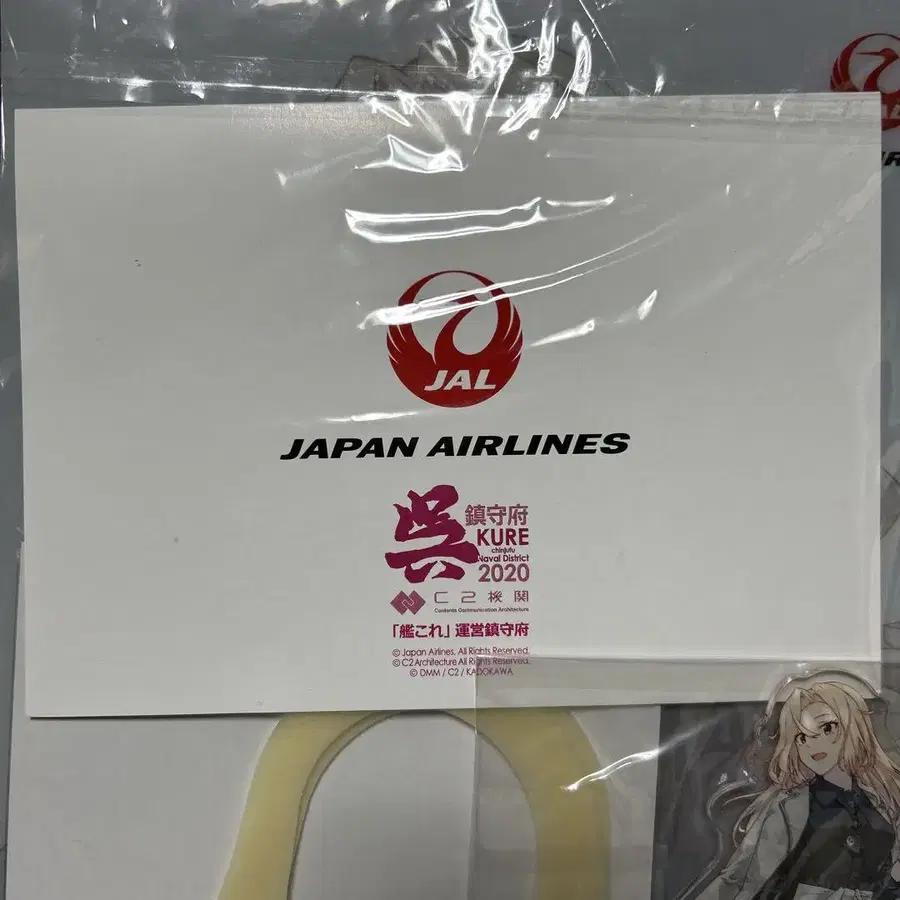 JAL
JAL
JAPAN AIRLINES
呉
鎮守府
KURE
chinjufu
Naval District
2020
C2機関
Contents Communication Architecture
「艦これ」運営鎮守府
© Japan Airlines. All Rights Reserved.
© C2 Architecture All Rights Reserved.
© DMM / C2 / KADOKAWA